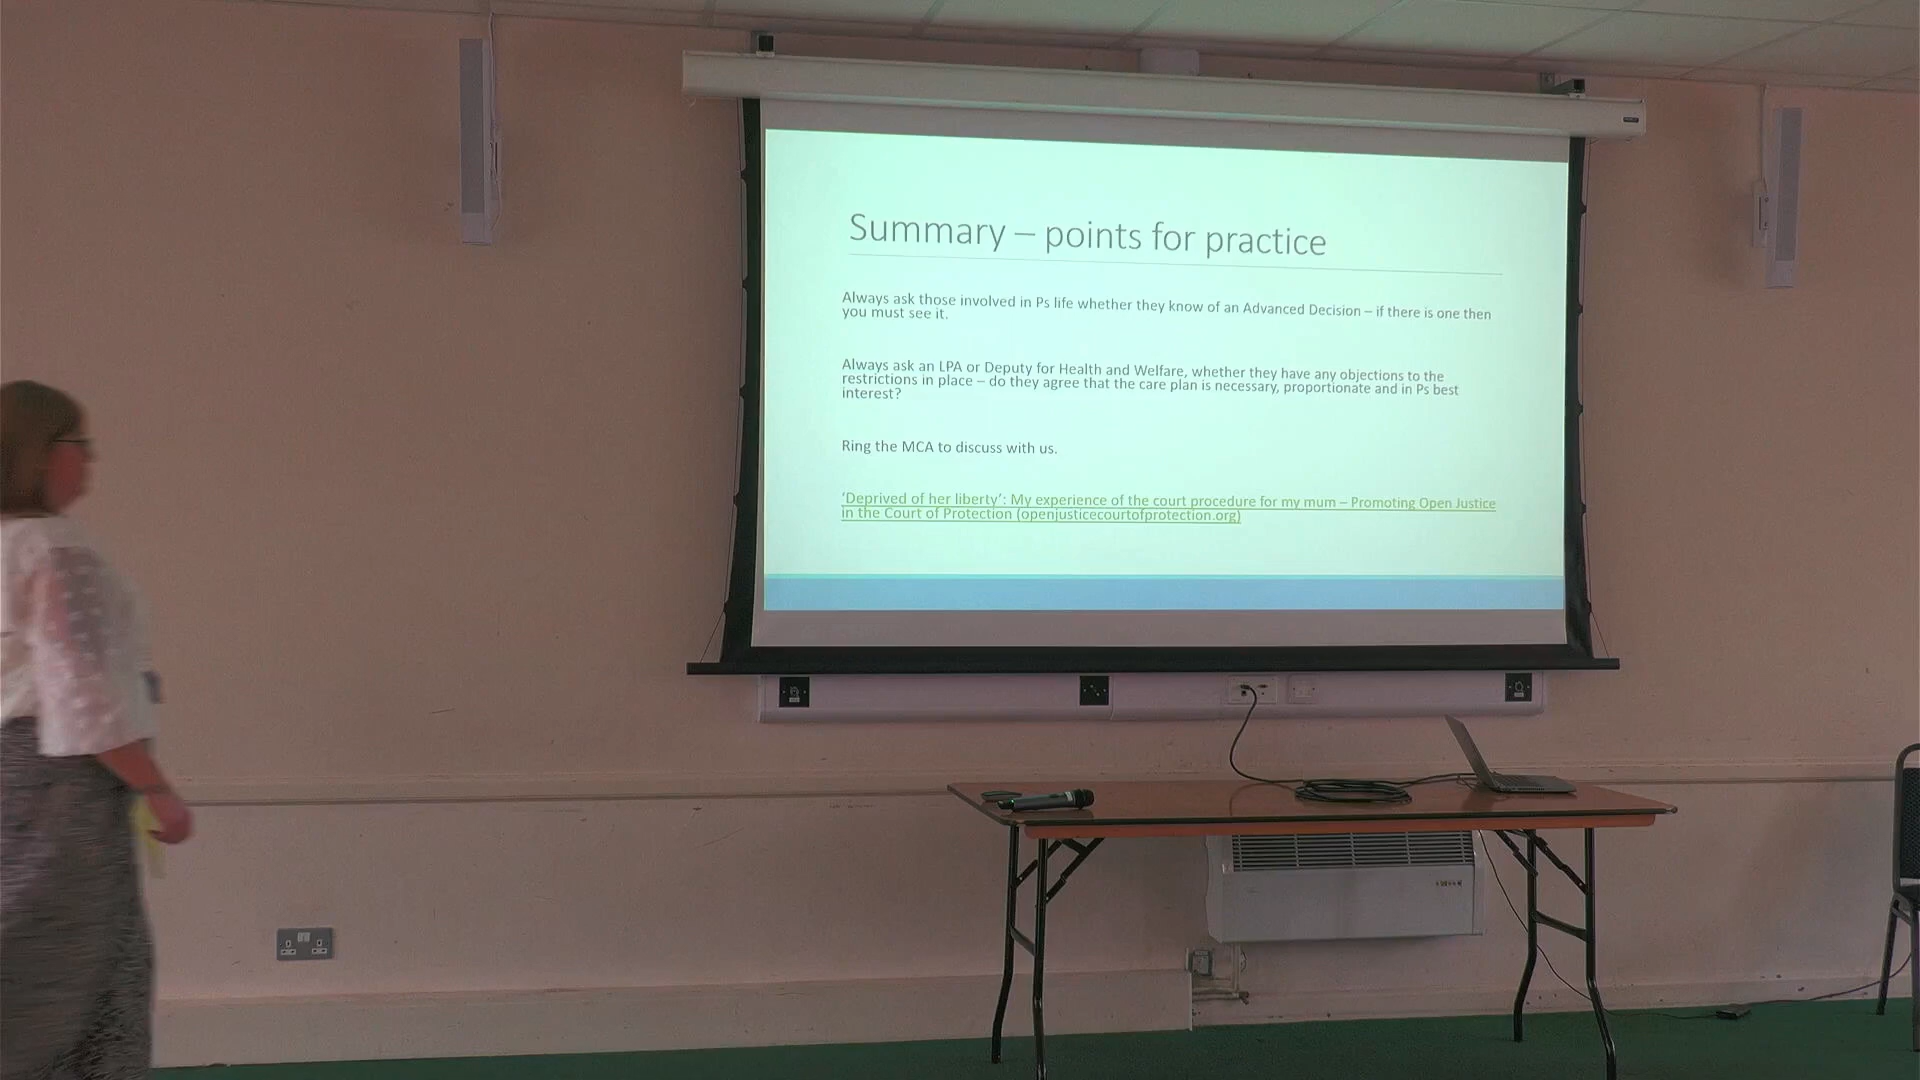 Summary – points for practice
Always ask those involved in Ps life whether they know of an Advanced Decision – if there is one then
you must see it.
Always ask an LPA or Deputy for Health and Welfare, whether they have any objections to the
restrictions in place – do they agree that the care plan is necessary, proportionate and in Ps best
interest?
Ring the MCA to discuss with us.
‘Deprived of her liberty’: My experience of the court procedure for my mum – Promoting Open Justice
in the Court of Protection (openjusticecourtofprotection.org)